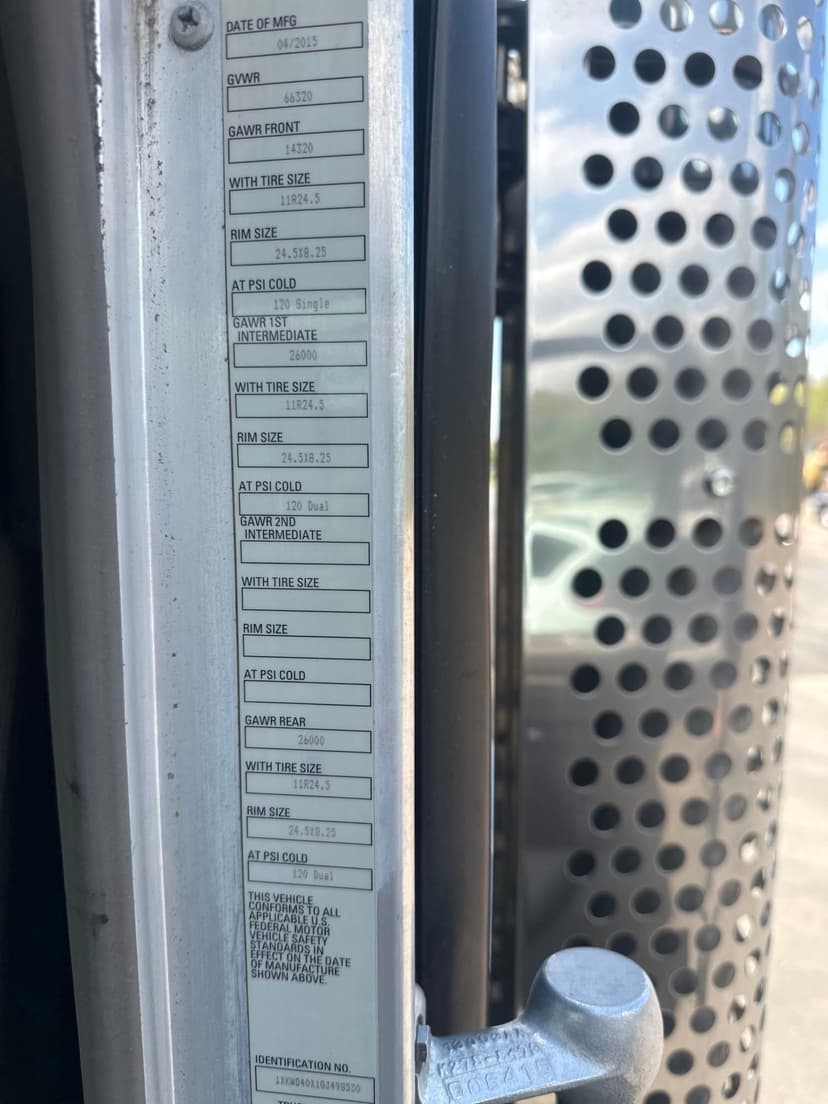 DATE OF MFG
04/2015
GVWR
66320
GAWR FRONT
14320
WITH TIRE SIZE
11R24.5
RIM SIZE
24.5X8.25
AT PSI COLD
120 Single
GAWR 1ST
INTERMEDIATE
26000
WITH TIRE SIZE
11R24.5
RIM SIZE
24.5X8.25
AT PSI COLD
120 Dual
GAWR 2ND
INTERMEDIATE
WITH TIRE SIZE
RIM SIZE
AT PSI COLD
GAWR REAR
26000
WITH TIRE SIZE
11R24.5
RIM SIZE
24.5X8.25
AT PSI COLD
120 Dual
THIS VEHICLE
CONFORMS TO ALL
APPLICABLE U.S.
FEDERAL MOTOR
VEHICLE SAFETY
STANDARDS IN
EFFECT ON THE DATE
OF MANUFACTURE
SHOWN ABOVE.
IDENTIFICATION NO.